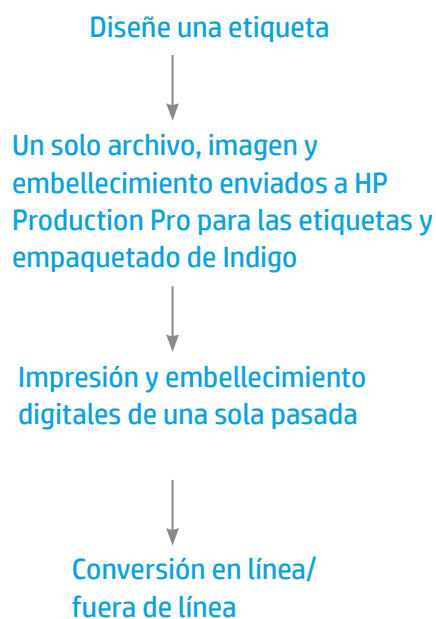 Diseñe una etiqueta
Un solo archivo, imagen y
embellecimiento enviados a HP
Production Pro para las etiquetas y
empaquetado de Indigo
Impresión y embellecimiento
digitales de una sola pasada
Conversión en línea/
fuera de línea